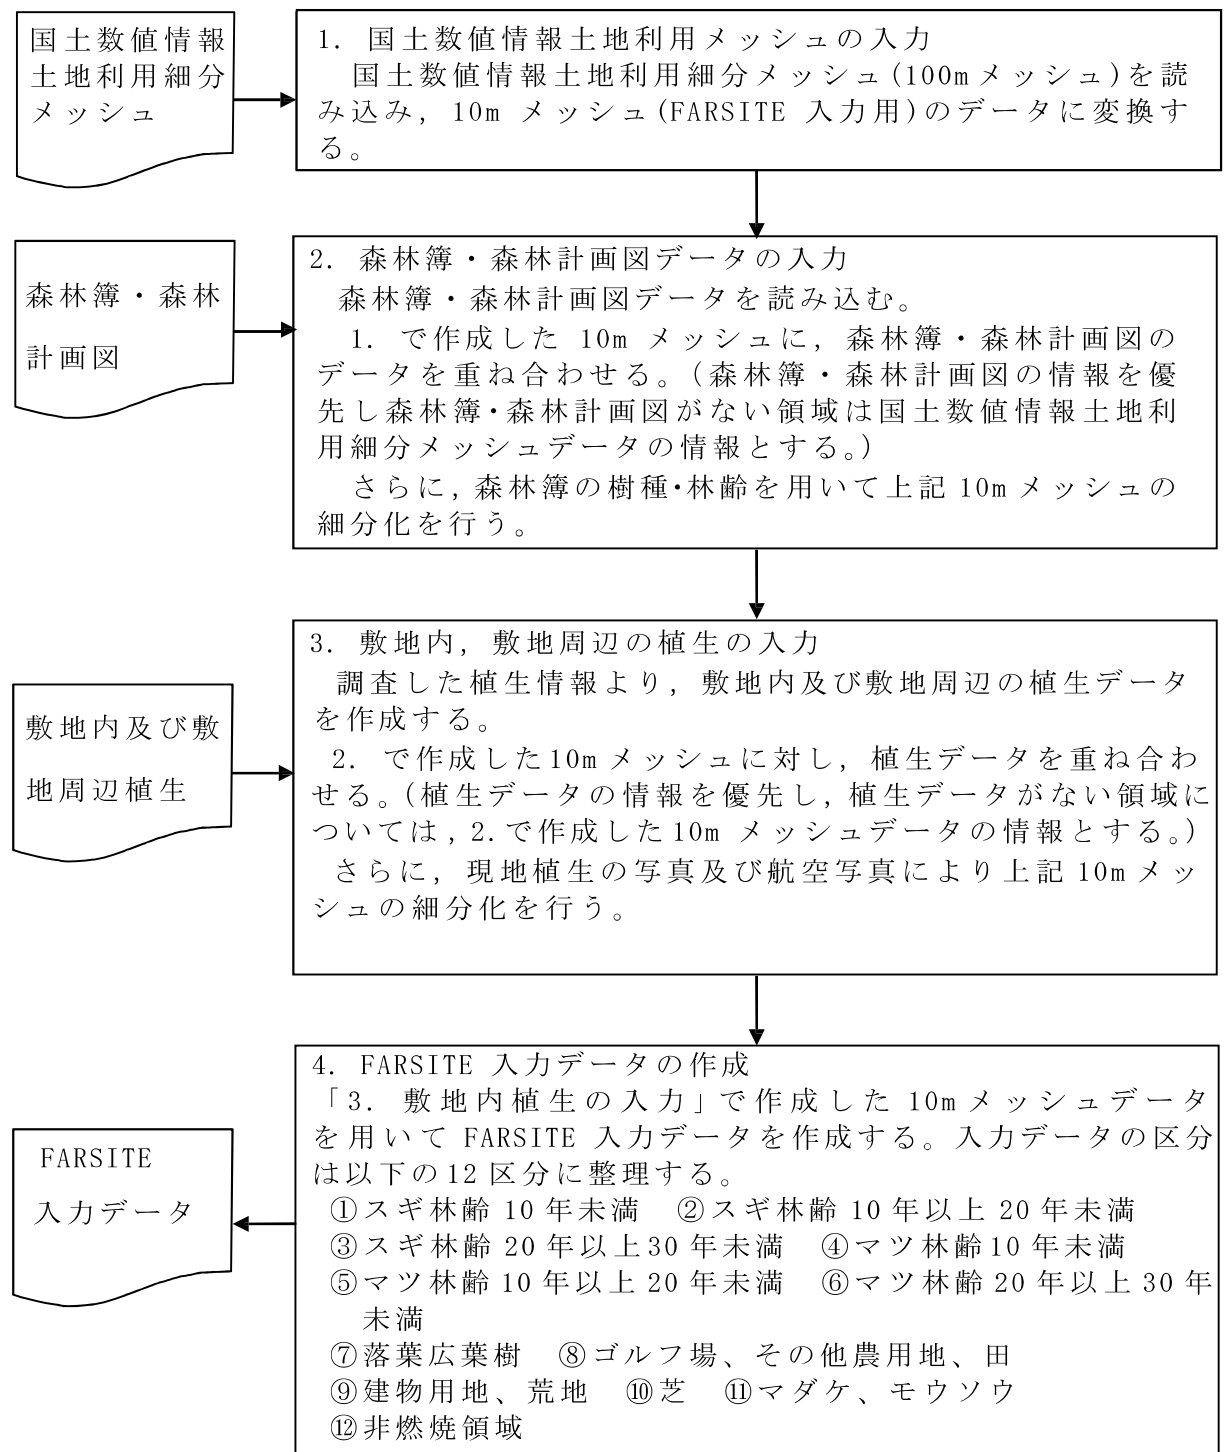 国土数値情報
土地利用細分
メッシュ
1. 国土数値情報土地利用メッシュの入力
国土数値情報土地利用細分メッシュ(100mメッシュ)を読
み込み, 10m メッシュ(FARSITE 入力用)のデータに変換す
る。
森林簿・森林
計画図
2. 森林簿・森林計画図データの入力
森林簿・森林計画図データを読み込む。
1. で作成した 10m メッシュに, 森林簿・森林計画図の
データを重ね合わせる。(森林簿・森林計画図の情報を優
先し森林簿・森林計画図がない領域は国土数値情報土地利
用細分メッシュデータの情報とする。)
さらに, 森林簿の樹種・林齢を用いて上記 10m メッシュの
細分化を行う。
敷地内及び敷
地周辺植生
3. 敷地内, 敷地周辺の植生の入力
調査した植生情報より, 敷地内及び敷地周辺の植生データ
を作成する。
2. で作成した10m メッシュに対し, 植生データを重ね合わ
せる。(植生データの情報を優先し, 植生データがない領域に
ついては, 2.で作成した10m メッシュデータの情報とする。)
さらに, 現地植生の写真及び航空写真により上記 10m メッ
シュの細分化を行う。
FARSITE
入力データ
4. FARSITE 入力データの作成
「3. 敷地内植生の入力」で作成した 10m メッシュデータ
を用いて FARSITE 入力データを作成する。入力データの区分
は以下の12 区分に整理する。
①スギ林齢 10 年未満 ②スギ林齢 10 年以上 20 年未満
③スギ林齢 20 年以上30 年未満 ④マツ林齢10 年未満
⑤マツ林齢 10 年以上 20 年未満 ⑥マツ林齢 20 年以上 30 年
未満
⑦落葉広葉樹 ⑧ゴルフ場、その他農用地、田
⑨建物用地、荒地 ⑩芝 ⑪マダケ、モウソウ
⑫非燃焼領域